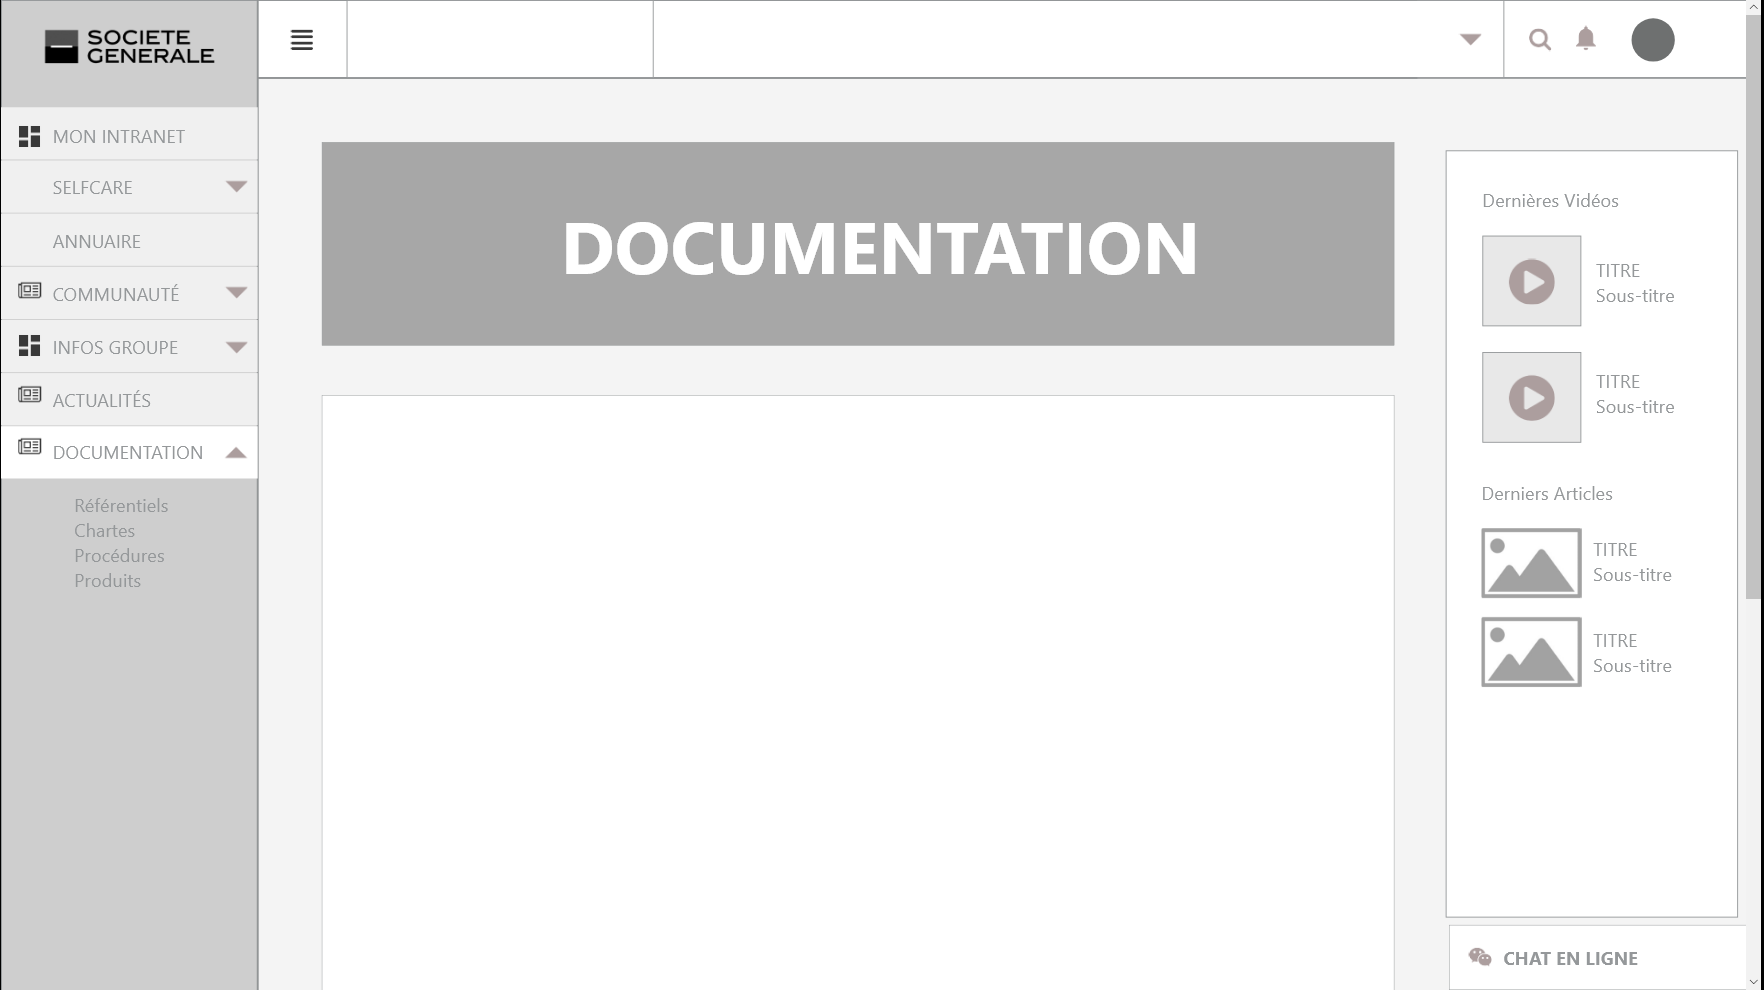 SOCIETE
GENERALE
MON INTRANET
SELFCARE
ANNUAIRE
COMMUNAUTÉ
INFOS GROUPE
ACTUALITÉS
DOCUMENTATION
Référentiels
Chartes
Procédures
Produits
DOCUMENTATION
Dernières Vidéos
TITRE
Sous-titre
TITRE
Sous-titre
Derniers Articles
TITRE
Sous-titre
TITRE
Sous-titre
CHAT EN LIGNE